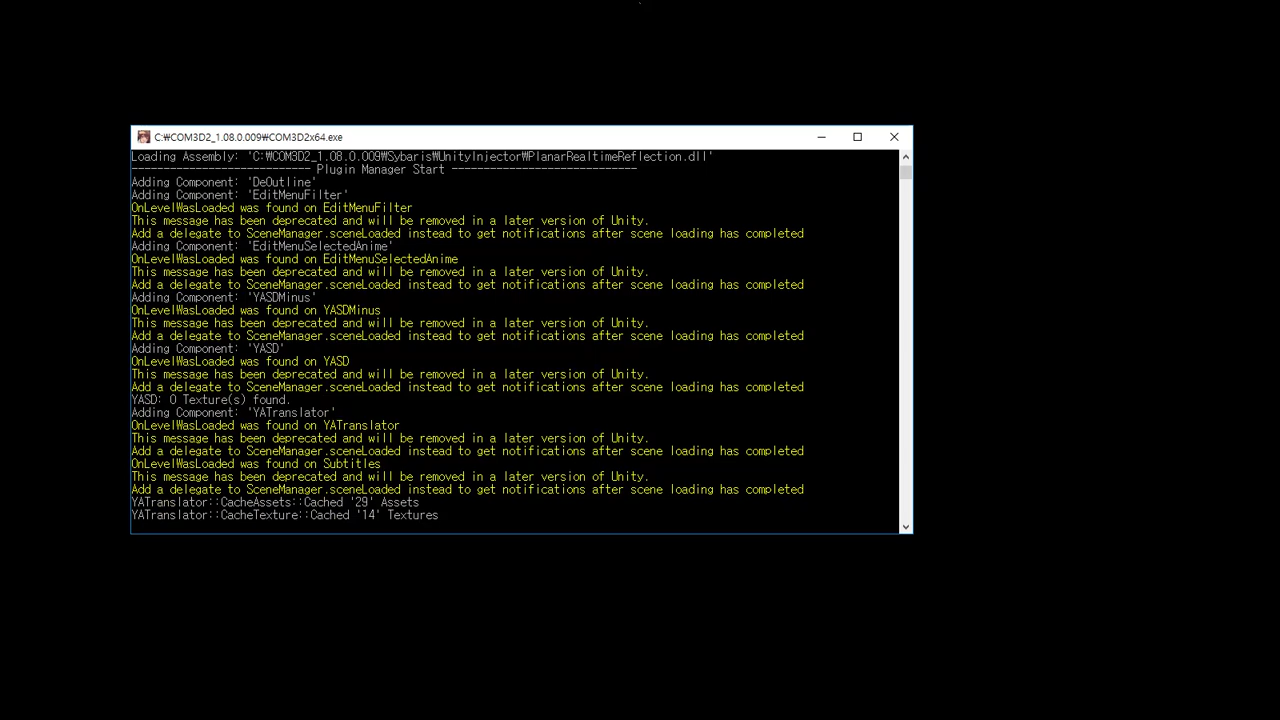 C:₩COM3D2_1.08.0.009₩COM3D2x64.exe
Loading Assembly: 'C:₩COM3D2_1.08.0.009₩Sybaris₩UnityInjector₩PlanarRealtimeReflection.dll'
---------------------------- Plugin Manager Start -----------------------------
Adding Component: 'DeOutline'
Adding Component: 'EditMenuFilter'
OnLevelWasLoaded was found on EditMenuFilter
This message has been deprecated and will be removed in a later version of Unity.
Add a delegate to SceneManager.sceneLoaded instead to get notifications after scene loading has completed
Adding Component: 'EditMenuSelectedAnime'
OnLevelWasLoaded was found on EditMenuSelectedAnime
This message has been deprecated and will be removed in a later version of Unity.
Add a delegate to SceneManager.sceneLoaded instead to get notifications after scene loading has completed
Adding Component: 'YASDMinus'
OnLevelWasLoaded was found on YASDMinus
This message has been deprecated and will be removed in a later version of Unity.
Add a delegate to SceneManager.sceneLoaded instead to get notifications after scene loading has completed
Adding Component: 'YASD'
OnLevelWasLoaded was found on YASD
This message has been deprecated and will be removed in a later version of Unity.
Add a delegate to SceneManager.sceneLoaded instead to get notifications after scene loading has completed
YASD: 0 Texture(s) found.
Adding Component: 'YATranslator'
OnLevelWasLoaded was found on YATranslator
This message has been deprecated and will be removed in a later version of Unity.
Add a delegate to SceneManager.sceneLoaded instead to get notifications after scene loading has completed
OnLevelWasLoaded was found on Subtitles
This message has been deprecated and will be removed in a later version of Unity.
Add a delegate to SceneManager.sceneLoaded instead to get notifications after scene loading has completed
YATranslator::CacheAssets::Cached '29' Assets
YATranslator::CacheTexture::Cached '14' Textures